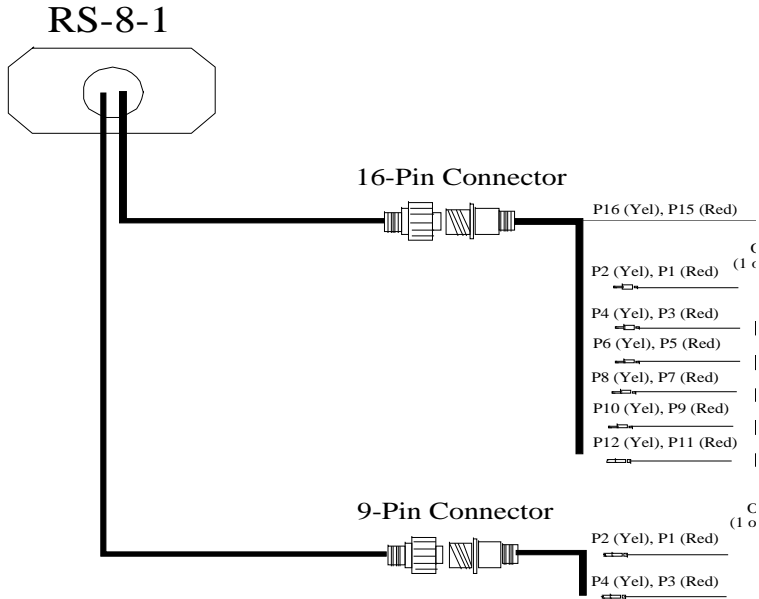 RS-8-1
16-Pin Connector
P16 (Yel), P15 (Red)
P2 (Yel), P1 (Red)
P4 (Yel), P3 (Red)
P6 (Yel), P5 (Red)
P8 (Yel), P7 (Red)
P10 (Yel), P9 (Red)
P12 (Yel), P11 (Red)
9-Pin Connector
P2 (Yel), P1 (Red)
P4 (Yel), P3 (Red)